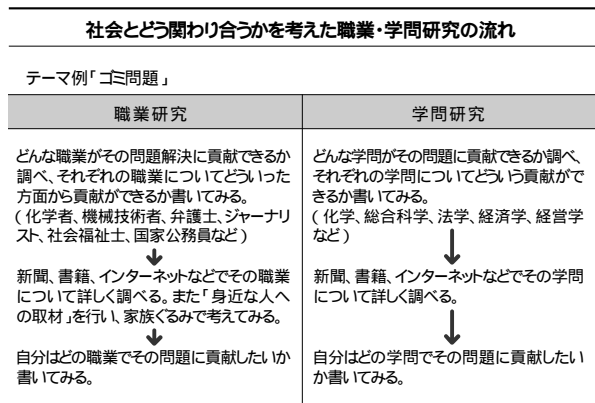 社会とどう関わり合うかを考えた職業・学問研究の流れ
テーマ例「ゴミ問題」
職業研究
どんな職業がその問題解決に貢献できるか
調べ、それぞれの職業についてどういった
方面から貢献ができるか書いてみる。
(化学者、機械技術者、弁護士、ジャーナリ
スト、社会福祉士、国家公務員など)
↓
新聞、書籍、インターネットなどでその職業
について詳しく調べる。また「身近な人へ
の取材」を行い、家族ぐるみで考えてみる。
↓
自分はどの職業でその問題に貢献したいか
書いてみる。
学問研究
どんな学問がその問題に貢献できるか調べ、
それぞれの学問についてどういう貢献がで
きるか書いてみる。
(化学、総合科学、法学、経済学、経営学
など)
↓
新聞、書籍、インターネットなどでその学問
について詳しく調べる。
↓
自分はどの学問でその問題に貢献したい
か書いてみる。